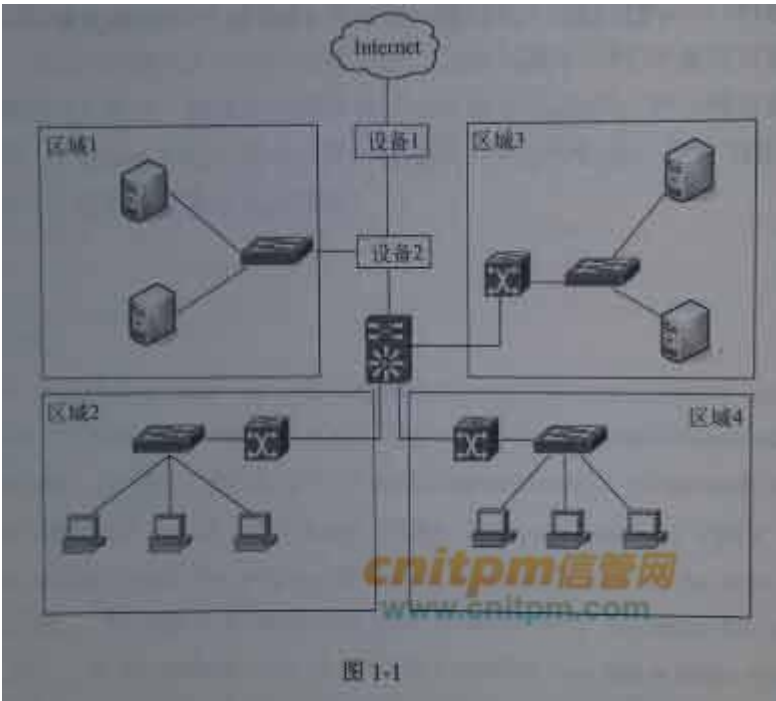 Internet
区域1
设备1
区域3
设备2
区域2
区域4
cnitpm信管网
www.cnitpm.com
图 1-1